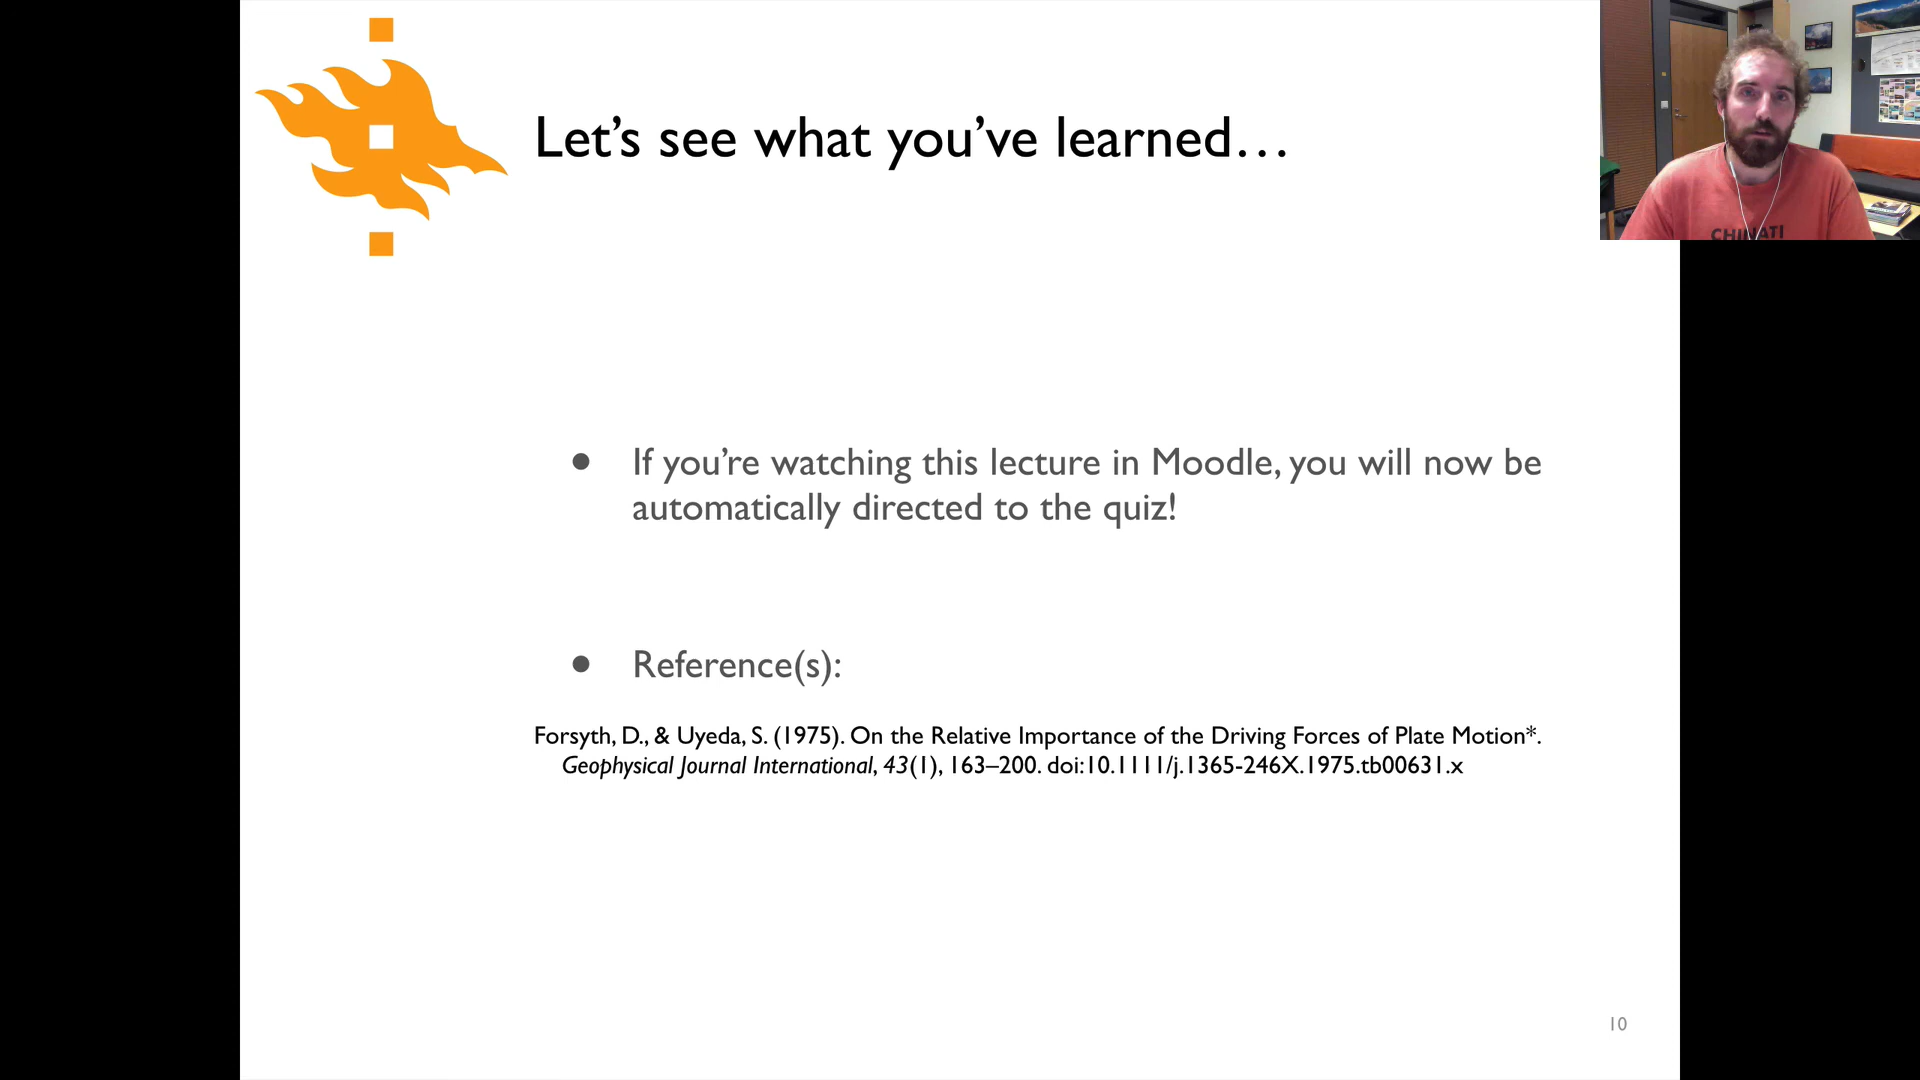 Let’s see what you’ve learned…
CHINATI
● If you’re watching this lecture in Moodle, you will now be
automatically directed to the quiz!
● Reference(s):
Forsyth, D., & Uyeda, S. (1975). On the Relative Importance of the Driving Forces of Plate Motion*.
Geophysical Journal International, 43(1), 163–200. doi:10.1111/j.1365-246X.1975.tb00631.x
10